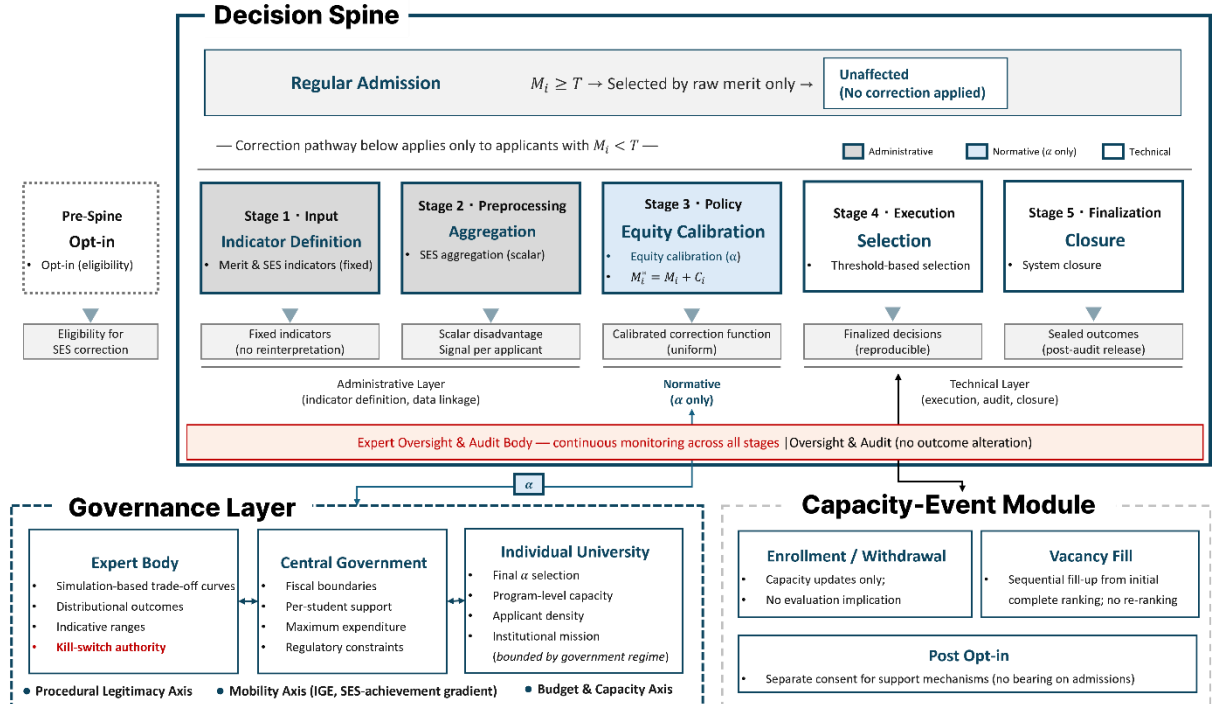 Decision Spine
Regular Admission
M_i ≥ T → Selected by raw merit only →
Unaffected
(No correction applied)
— Correction pathway below applies only to applicants with M_i < T —
Administrative
Normative (α only)
Technical
Pre-Spine
Opt-in
• Opt-in (eligibility)
Stage 1・Input
Indicator Definition
• Merit & SES indicators (fixed)
Stage 2・Preprocessing
Aggregation
• SES aggregation (scalar)
Stage 3・Policy
Equity Calibration
• Equity calibration (α)
• M_i^* = M_i + C_i
Stage 4・Execution
Selection
• Threshold-based selection
Stage 5・Finalization
Closure
• System closure
Eligibility for
SES correction
Fixed indicators
(no reinterpretation)
Scalar disadvantage
Signal per applicant
Calibrated correction function
(uniform)
Finalized decisions
(reproducible)
Sealed outcomes
(post-audit release)
Administrative Layer
(indicator definition, data linkage)
Normative
(α only)
Technical Layer
(execution, audit, closure)
Expert Oversight & Audit Body — continuous monitoring across all stages |Oversight & Audit (no outcome alteration)
α
Governance Layer
Expert Body
• Simulation-based trade-off curves
• Distributional outcomes
• Indicative ranges
• Kill-switch authority
Central Government
• Fiscal boundaries
• Per-student support
• Maximum expenditure
• Regulatory constraints
Individual University
• Final α selection
• Program-level capacity
• Applicant density
• Institutional mission
(bounded by government regime)
• Procedural Legitimacy Axis
• Mobility Axis (IGE, SES-achievement gradient)
• Budget & Capacity Axis
Capacity-Event Module
Enrollment / Withdrawal
• Capacity updates only;
• No evaluation implication
Vacancy Fill
• Sequential fill-up from initial
complete ranking; no re-ranking
Post Opt-in
• Separate consent for support mechanisms (no bearing on admissions)